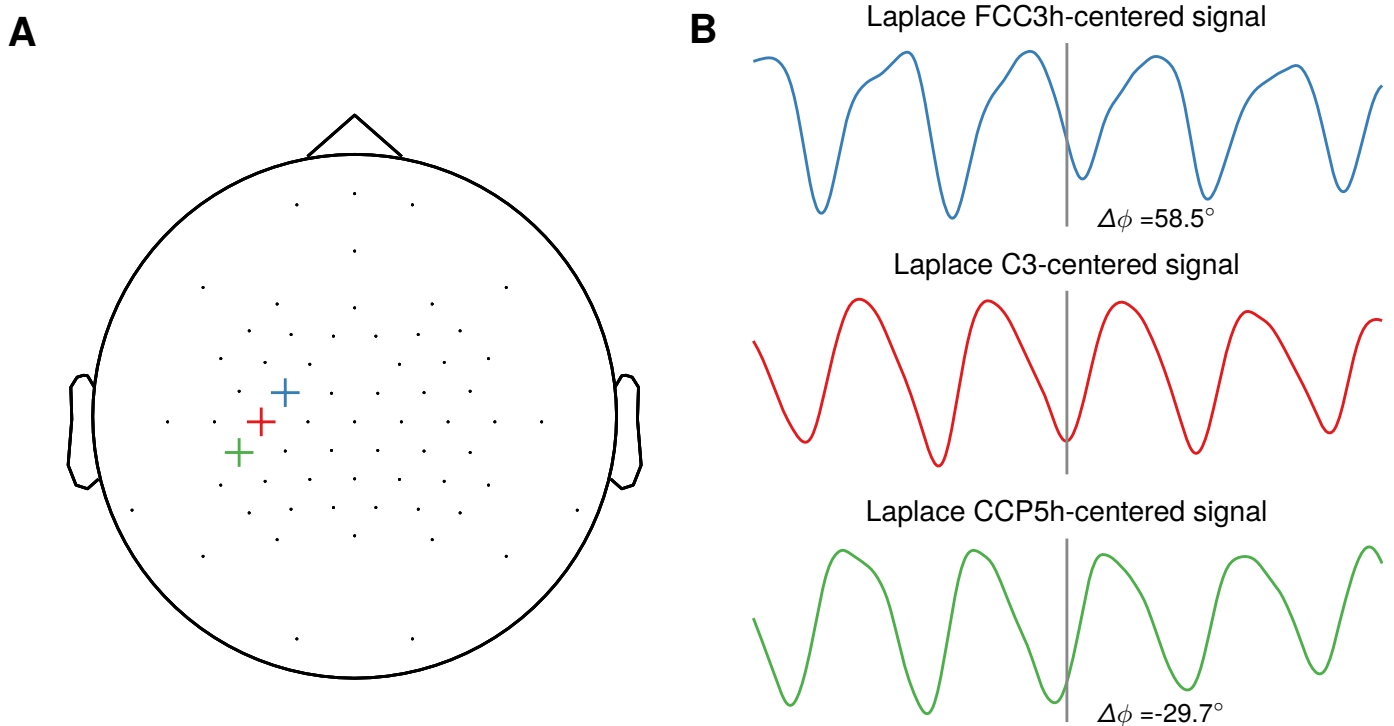 A
B
Laplace FCC3h-centered signal
Δϕ =58.5°
Laplace C3-centered signal
Laplace CCP5h-centered signal
Δϕ =-29.7°